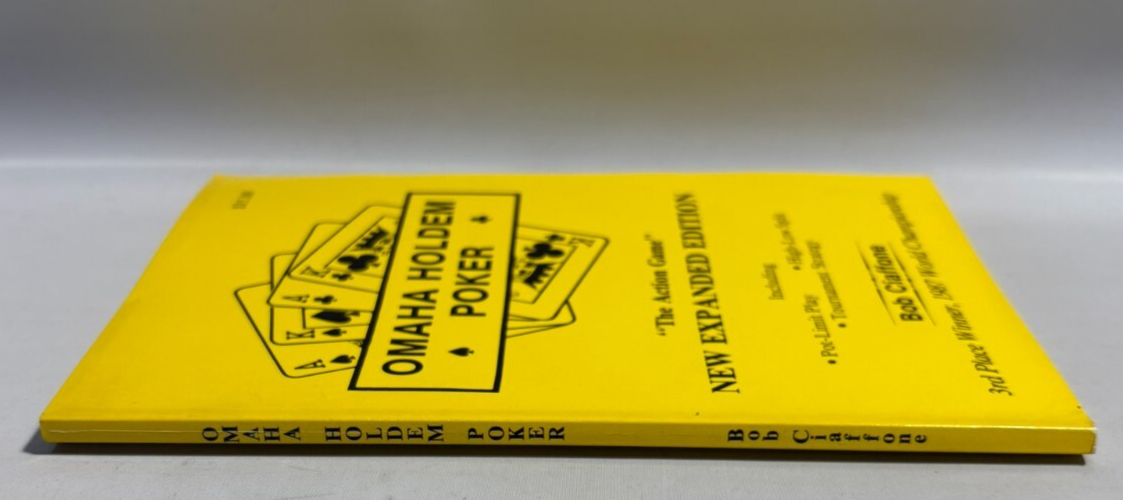 OMAHA HOLDEM
POKER
"The Action Game"
NEW EXPANDED EDITION
Including
• Pot-Limit Play • High-Low Split
• Tournament Strategy
Bob Ciaffone
3rd Place Winner, 1987 World Championship
A
K
A
K
K
OMAHA HOLDEM POKER Bob Ciaffone